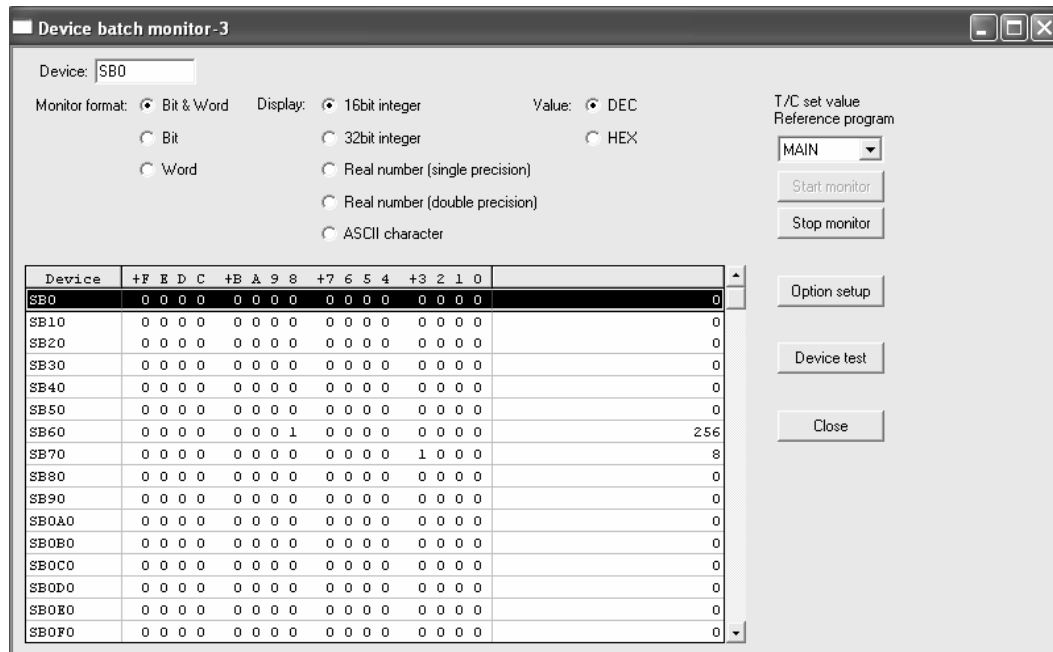 Device batch monitor-3
Device: SB0
Monitor format: Bit & Word Display: 16bit integer Value: DEC
Bit 32bit integer HEX
Word Real number (single precision)
Real number (double precision)
ASCII character
T/C set value
Reference program
MAIN
Start monitor
Stop monitor
Option setup
Device test
Close
Device +F E D C +B A 9 8 +7 6 5 4 +3 2 1 0
SB0 0 0 0 0 0 0 0 0 0 0 0 0 0 0 0 0 0
SB10 0 0 0 0 0 0 0 0 0 0 0 0 0 0 0 0 0
SB20 0 0 0 0 0 0 0 0 0 0 0 0 0 0 0 0 0
SB30 0 0 0 0 0 0 0 0 0 0 0 0 0 0 0 0 0
SB40 0 0 0 0 0 0 0 0 0 0 0 0 0 0 0 0 0
SB50 0 0 0 0 0 0 0 0 0 0 0 0 0 0 0 0 0
SB60 0 0 0 0 0 0 0 1 0 0 0 0 0 0 0 0 256
SB70 0 0 0 0 0 0 0 0 0 0 0 0 1 0 0 0 8
SB80 0 0 0 0 0 0 0 0 0 0 0 0 0 0 0 0 0
SB90 0 0 0 0 0 0 0 0 0 0 0 0 0 0 0 0 0
SB0A0 0 0 0 0 0 0 0 0 0 0 0 0 0 0 0 0 0
SB0B0 0 0 0 0 0 0 0 0 0 0 0 0 0 0 0 0 0
SB0C0 0 0 0 0 0 0 0 0 0 0 0 0 0 0 0 0 0
SB0D0 0 0 0 0 0 0 0 0 0 0 0 0 0 0 0 0 0
SB0E0 0 0 0 0 0 0 0 0 0 0 0 0 0 0 0 0 0
SB0F0 0 0 0 0 0 0 0 0 0 0 0 0 0 0 0 0 0